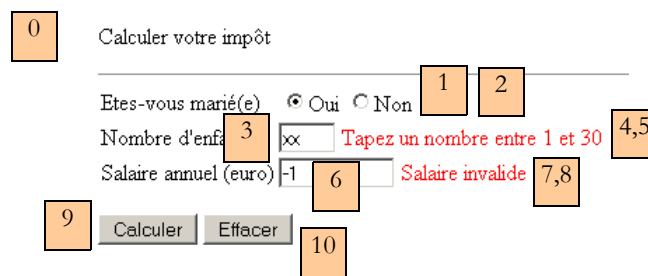 0
Calculer votre impôt
Etes-vous marié(e) Oui Non 1 2
Nombre d'enfa 3 xx Tapez un nombre entre 1 et 30 4,5
Salaire annuel (euro) -1 6 Salaire invalide 7,8
9 Calculer Effacer 10